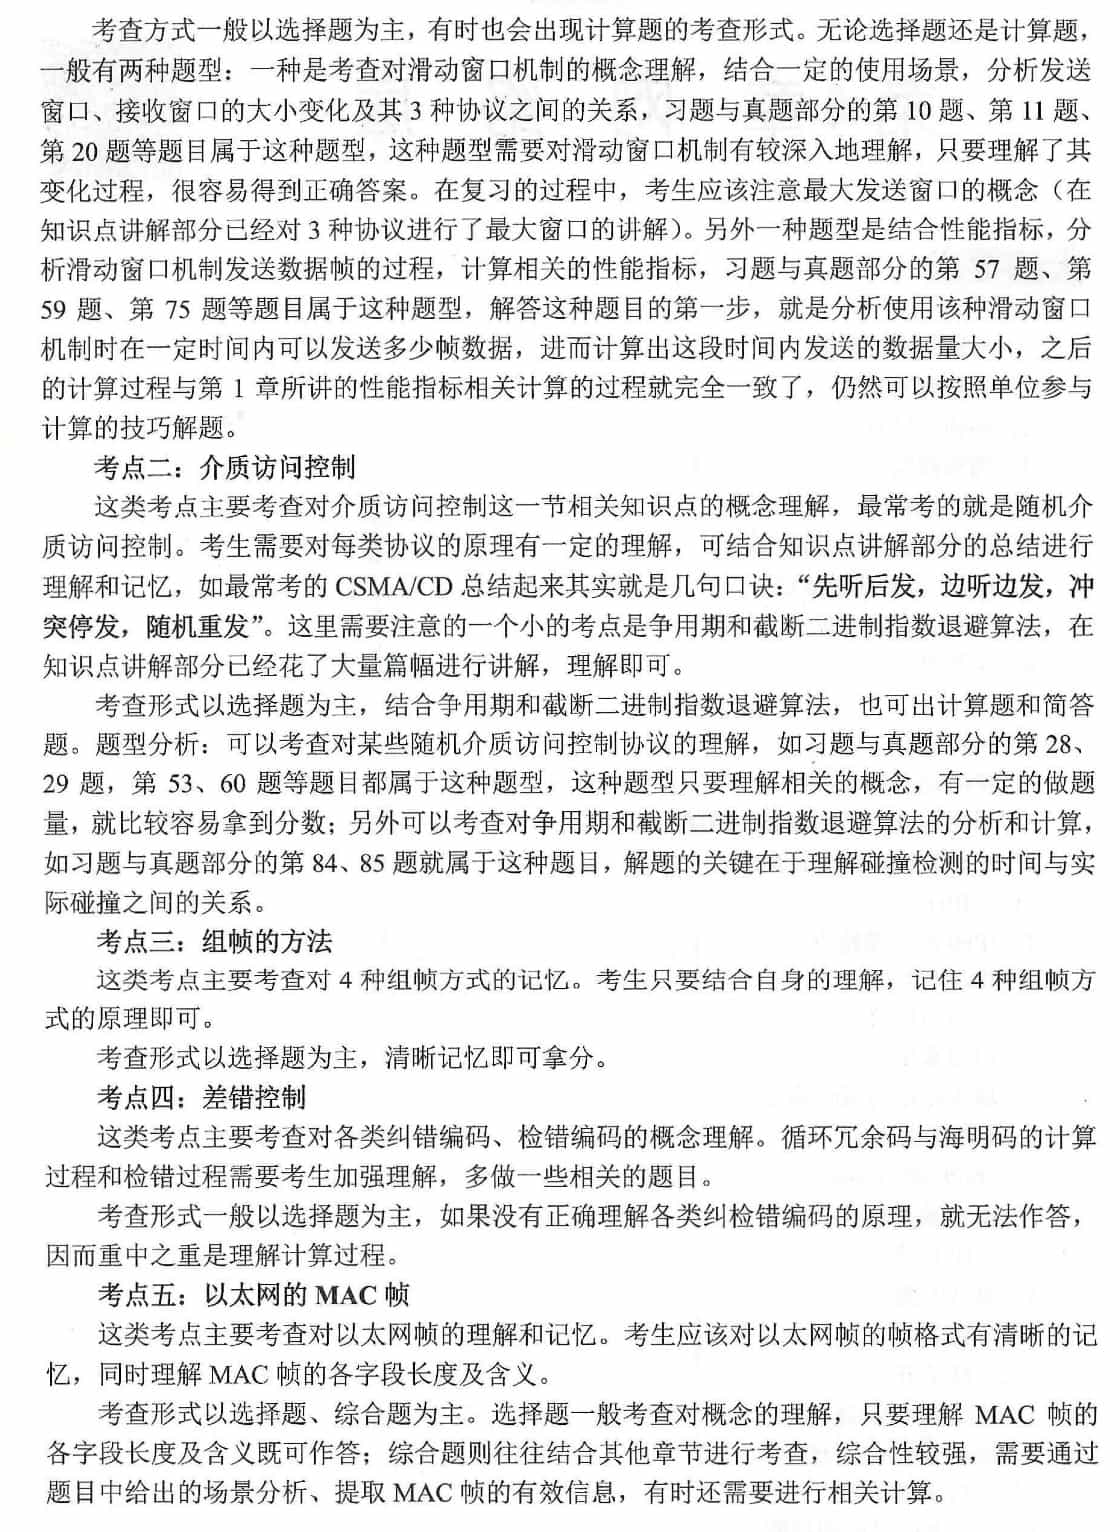 考查方式一般以选择题为主，有时也会出现计算题的考查形式。无论选择题还是计算题，
一般有两种题型：一种是考查对滑动窗口机制的概念理解，结合一定的使用场景，分析发送
窗口、接收窗口的大小变化及其 3 种协议之间的关系，习题与真题部分的第 10 题、第 11 题、
第 20 题等题目属于这种题型，这种题型需要对滑动窗口机制有较深入地理解，只要理解了其
变化过程，很容易得到正确答案。在复习的过程中，考生应该注意最大发送窗口的概念（在
知识点讲解部分已经对 3 种协议进行了最大窗口的讲解）。另外一种题型是结合性能指标，分
析滑动窗口机制发送数据帧的过程，计算相关的性能指标，习题与真题部分的第 57 题、第
59 题、第 75 题等题目属于这种题型，解答这种题目的第一步，就是分析使用该种滑动窗口
机制时在一定时间内可以发送多少帧数据，进而计算出这段时间内发送的数据量大小，之后
的计算过程与第 1 章所讲的性能指标相关计算的过程就完全一致了，仍然可以按照单位参与
计算的技巧解题。
考点二：介质访问控制
这类考点主要考查对介质访问控制这一节相关知识点的概念理解，最常考的就是随机介
质访问控制。考生需要对每类协议的原理有一定的理解，可结合知识点讲解部分的总结进行
理解和记忆，如最常考的 CSMA/CD 总结起来其实就是几句口诀：“先听后发，边听边发，冲
突停发，随机重发”。这里需要注意的一个小的考点是争用期和截断二进制指数退避算法，在
知识点讲解部分已经花了大量篇幅进行讲解，理解即可。
考查形式以选择题为主，结合争用期和截断二进制指数退避算法，也可出计算题和简答
题。题型分析：可以考查对某些随机介质访问控制协议的理解，如习题与真题部分的第 28、
29 题，第 53、60 题等题目都属于这种题型，这种题型只要理解相关的概念，有一定的做题
量，就比较容易拿到分数；另外可以考查对争用期和截断二进制指数退避算法的分析和计算，
如习题与真题部分的第 84、85 题就属于这种题目，解题的关键在于理解碰撞检测的时间与实
际碰撞之间的关系。
考点三：组帧的方法
这类考点主要考查对 4 种组帧方式的记忆。考生只要结合自身的理解，记住 4 种组帧方
式的原理即可。
考查形式以选择题为主，清晰记忆即可拿分。
考点四：差错控制
这类考点主要考查对各类纠错编码、检错编码的概念理解。循环冗余码与海明码的计算
过程和检错过程需要考生加强理解，多做一些相关的题目。
考查形式一般以选择题为主，如果没有正确理解各类纠检错编码的原理，就无法作答，
因而重中之重是理解计算过程。
考点五：以太网的 MAC 帧
这类考点主要考查对以太网帧的理解和记忆。考生应该对以太网帧的帧格式有清晰的记
忆，同时理解 MAC 帧的各字段长度及含义。
考查形式以选择题、综合题为主。选择题一般考查对概念的理解，只要理解 MAC 帧的
各字段长度及含义既可作答；综合题则往往结合其他章节进行考查，综合性较强，需要通过
题目中给出的场景分析、提取 MAC 帧的有效信息，有时还需要进行相关计算。